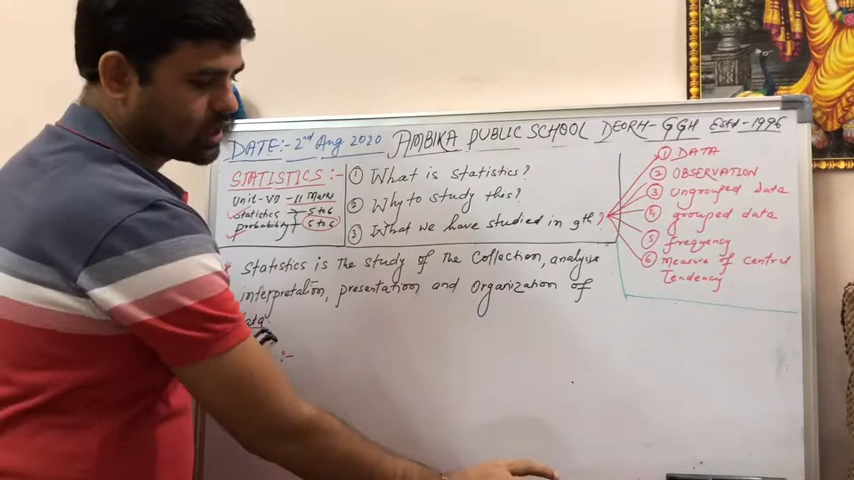 DATE:- 2nd Aug 2020 AMBIKA PUBLIC SCHOOL DEORH-GGH Estd-1996
STATISTICS :-
Unit-VII - 11 Marks
Statistics 5 to 6
probability 5 to 6
① What is statistics?
② Why to study this?
③ What we have studied in 9th?
① DATA
② OBSERVATION
③ Ungrouped data
④ grouped data
⑤ frequency
⑥ Measure of central
Tendency
* Statistics is the study of the Collection, analyse
interpretation, presentation and Organization of
data.
:-